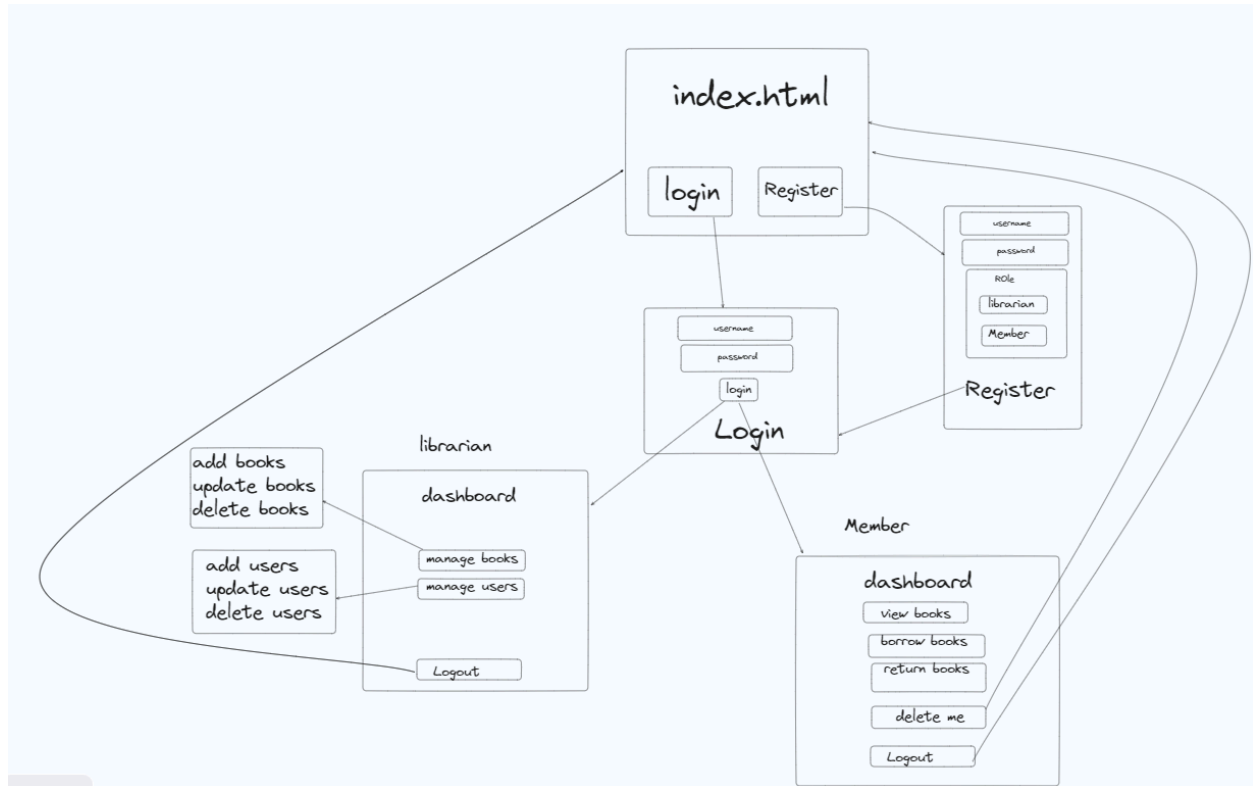 index.html
login
Register
username
password
ROle
librarian
Member
Register
username
password
login
Login
librarian
dashboard
manage books
manage users
Logout
add books
update books
delete books
add users
update users
delete users
Member
dashboard
view books
borrow books
return books
delete me
Logout